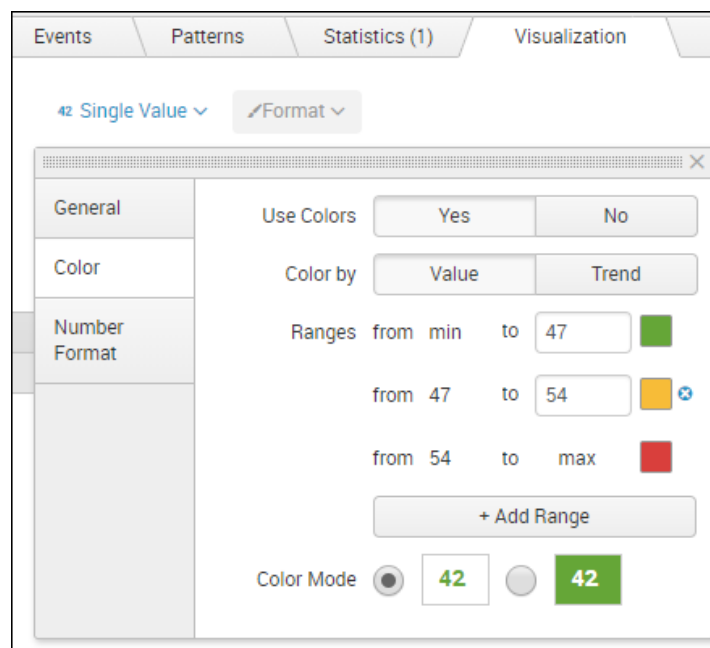 Events Patterns Statistics (1) Visualization
42 Single Value Format
General
Use Colors Yes No
Color
Color by Value Trend
Number
Format
Ranges from min to 47
from 47 to 54
from 54 to max
+ Add Range
Color Mode 42 42